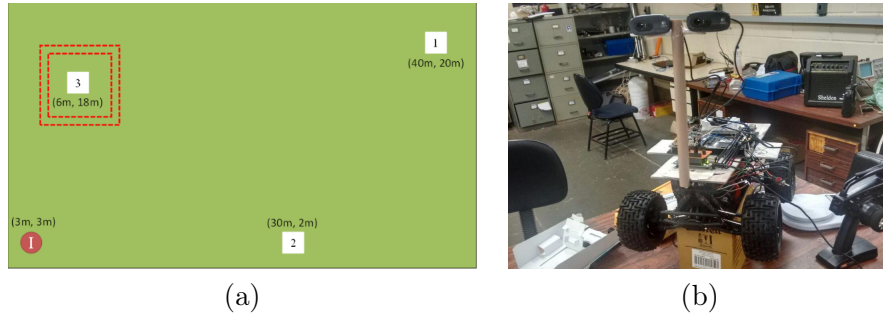 1
(40m, 20m)
3
(6m, 18m)
(3m, 3m)
I
(30m, 2m)
2
Sheldon
(a)
(b)